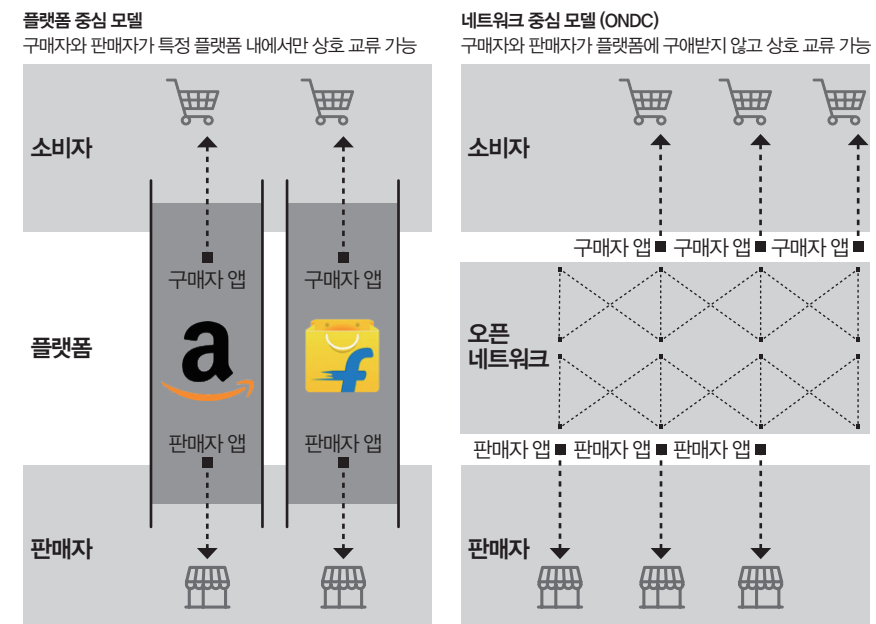 플랫폼 중심 모델
구매자와 판매자가 특정 플랫폼 내에서만 상호 교류 가능
소비자
구매자 앱
구매자 앱
플랫폼
a
f
판매자 앱
판매자 앱
판매자
네트워크 중심 모델 (ONDC)
구매자와 판매자가 플랫폼에 구애받지 않고 상호 교류 가능
소비자
구매자 앱 구매자 앱 구매자 앱
오픈
네트워크
판매자 앱 판매자 앱 판매자 앱
판매자